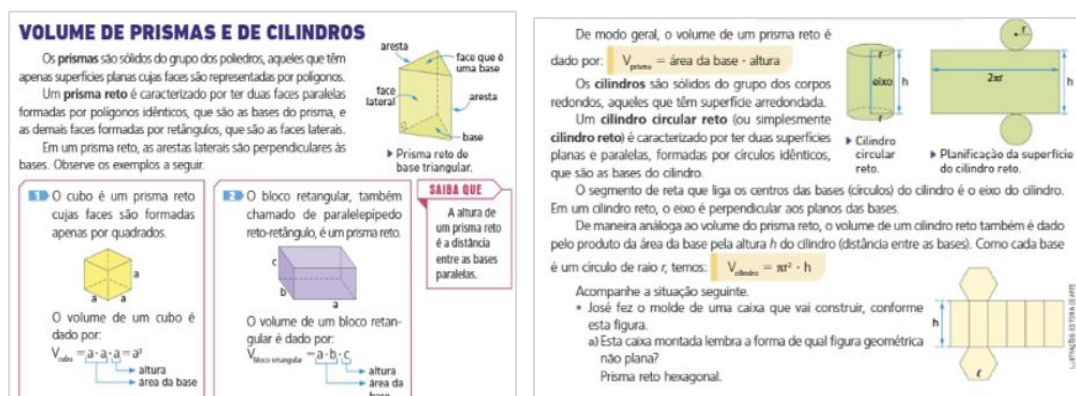 VOLUME DE PRISMAS E DE CILINDROS
Os prismas são sólidos do grupo dos poliedros, aqueles que têm
apenas superfícies planas cujas faces são representadas por polígonos.
Um prisma reto é caracterizado por ter duas faces paralelas
formadas por polígonos idênticos, que são as bases do prisma, e
as demais faces formadas por retângulos, que são as faces laterais.
Em um prisma reto, as arestas laterais são perpendiculares às
bases. Observe os exemplos a seguir.
aresta
face que é
uma base
face
lateral
aresta
base
Prisma reto de
base triangular.
1 O cubo é um prisma reto
cujas faces são formadas
apenas por quadrados.
a
a
a
O volume de um cubo é
dado por:
V cubo = a · a · a = a³
altura
área da base
2 O bloco retangular, também
chamado de paralelepípedo
reto-retângulo, é um prisma reto.
c
b
a
O volume de um bloco retan-
gular é dado por:
V bloco retangular = a · b · c
altura
área da
base
SAIBA QUE
A altura de
um prisma reto
é a distância
entre as bases
paralelas.
De modo geral, o volume de um prisma reto é
dado por: V prisma = área da base · altura
Os cilindros são sólidos do grupo dos corpos
redondos, aqueles que têm superfície arredondada.
Um cilindro circular reto (ou simplesmente
cilindro reto) é caracterizado por ter duas superfícies
planas e paralelas, formadas por círculos idênticos,
que são as bases do cilindro.
r
eixo
h
r
Cilindro
circular
reto.
r
2πr
h
Planificação da superfície
do cilindro reto.
O segmento de reta que liga os centros das bases (círculos) do cilindro é o eixo do cilindro.
Em um cilindro reto, o eixo é perpendicular aos planos das bases.
De maneira análoga ao volume do prisma reto, o volume de um cilindro reto também é dado
pelo produto da área da base pela altura h do cilindro (distância entre as bases). Como cada base
é um círculo de raio r, temos: V cilindro = πr² · h
Acompanhe a situação seguinte.
• José fez o molde de uma caixa que vai construir, conforme
esta figura.
a) Esta caixa montada lembra a forma de qual figura geométrica
não plana?
Prisma reto hexagonal.
h
ℓ
ILUSTRAÇÕES: EDITORIA DE ARTE